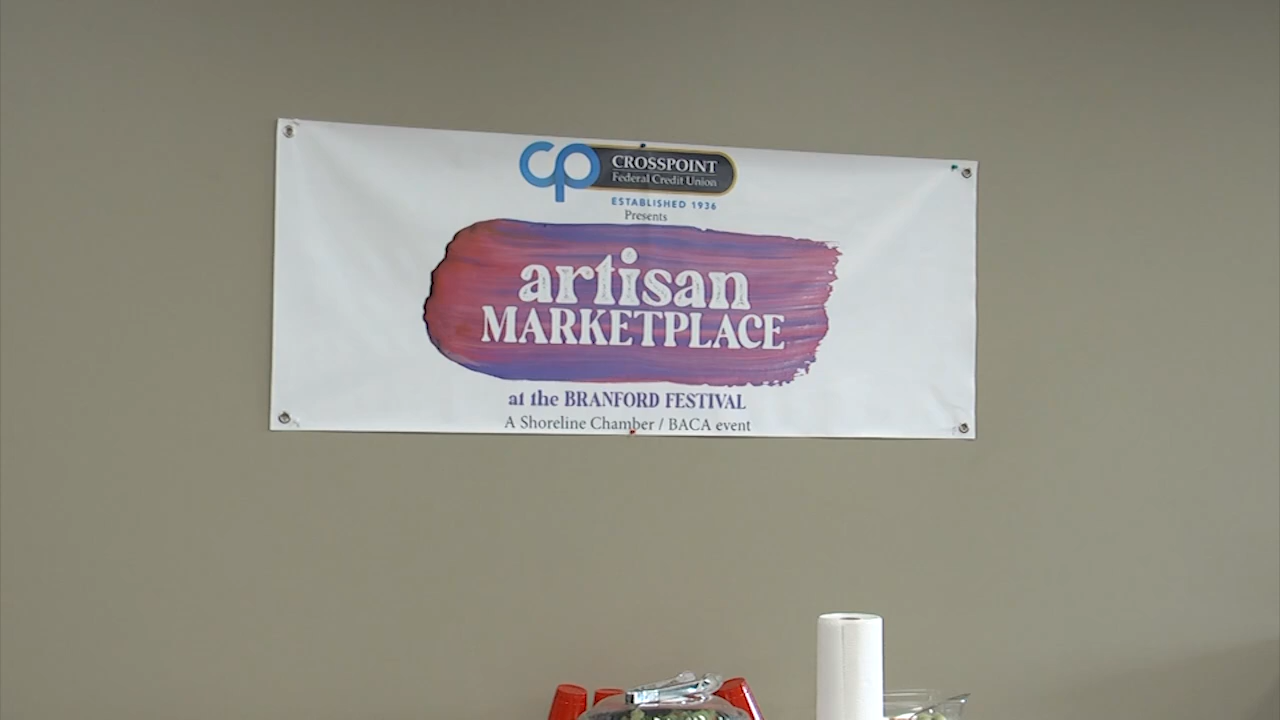 cp CROSSPOINT
Federal Credit Union
ESTABLISHED 1936
Presents
artisan
MARKETPLACE
at the BRANFORD FESTIVAL
A Shoreline Chamber / BACA event